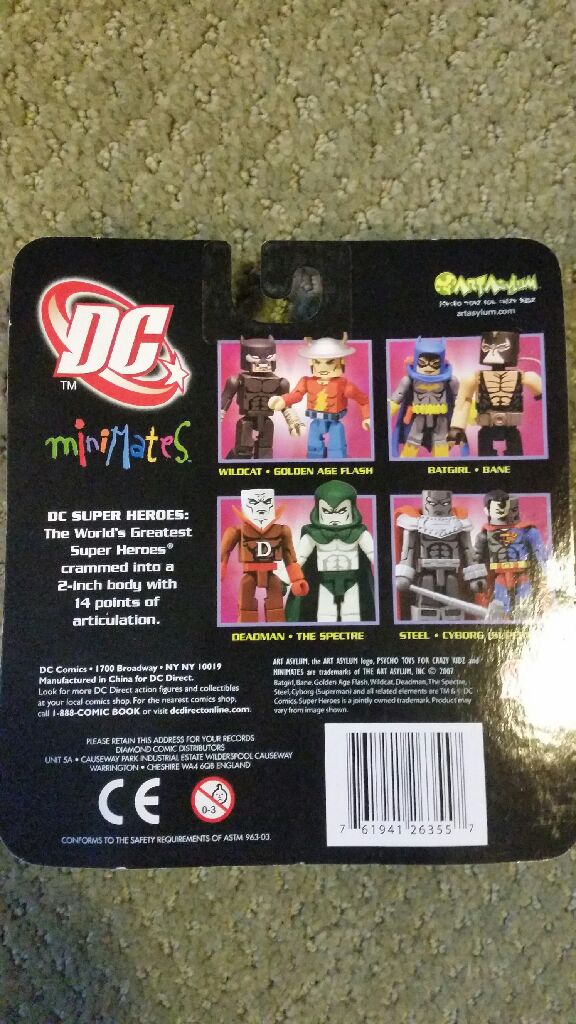 DC
TM
miniMates
DC SUPER HEROES:
The World's Greatest
Super Heroes®
crammed into a
2-inch body with
14 points of
articulation.
ART ASYLUM
PSYCHO TOYS FOR CRAZY KIDZ
artasylum.com
WILDCAT • GOLDEN AGE FLASH
BATGIRL • BANE
D
DEADMAN • THE SPECTRE
STEEL • CYBORG
DC Comics • 1700 Broadway • NY NY 10019
Manufactured in China for DC Direct.
Look for more DC Direct action figures and collectibles
at your local comics shop. For the nearest comics shop,
call 1-888-COMIC BOOK or visit dcdirectonline.com.
ART ASYLUM, the ART ASYLUM logo, PSYCHO TOYS FOR CRAZY KIDZ and
MINIMATES are trademarks of THE ART ASYLUM, INC © 2007
Batgirl, Bane, Golden Age Flash, Wildcat, Deadman, The Spectre,
Steel, Cyborg (Superman) and all related elements are TM & © DC
Comics. Super Heroes is a jointly owned trademark. Product may
vary from image shown.
PLEASE RETAIN THIS ADDRESS FOR YOUR RECORDS
DIAMOND COMIC DISTRIBUTORS
UNIT 5A • CAUSEWAY PARK INDUSTRIAL ESTATE WILDERSPOOL CAUSEWAY
WARRINGTON • CHESHIRE WA4 6QB ENGLAND
CE
0-3
CONFORMS TO THE SAFETY REQUIREMENTS OF ASTM 963-03.
7 61941 26355 7